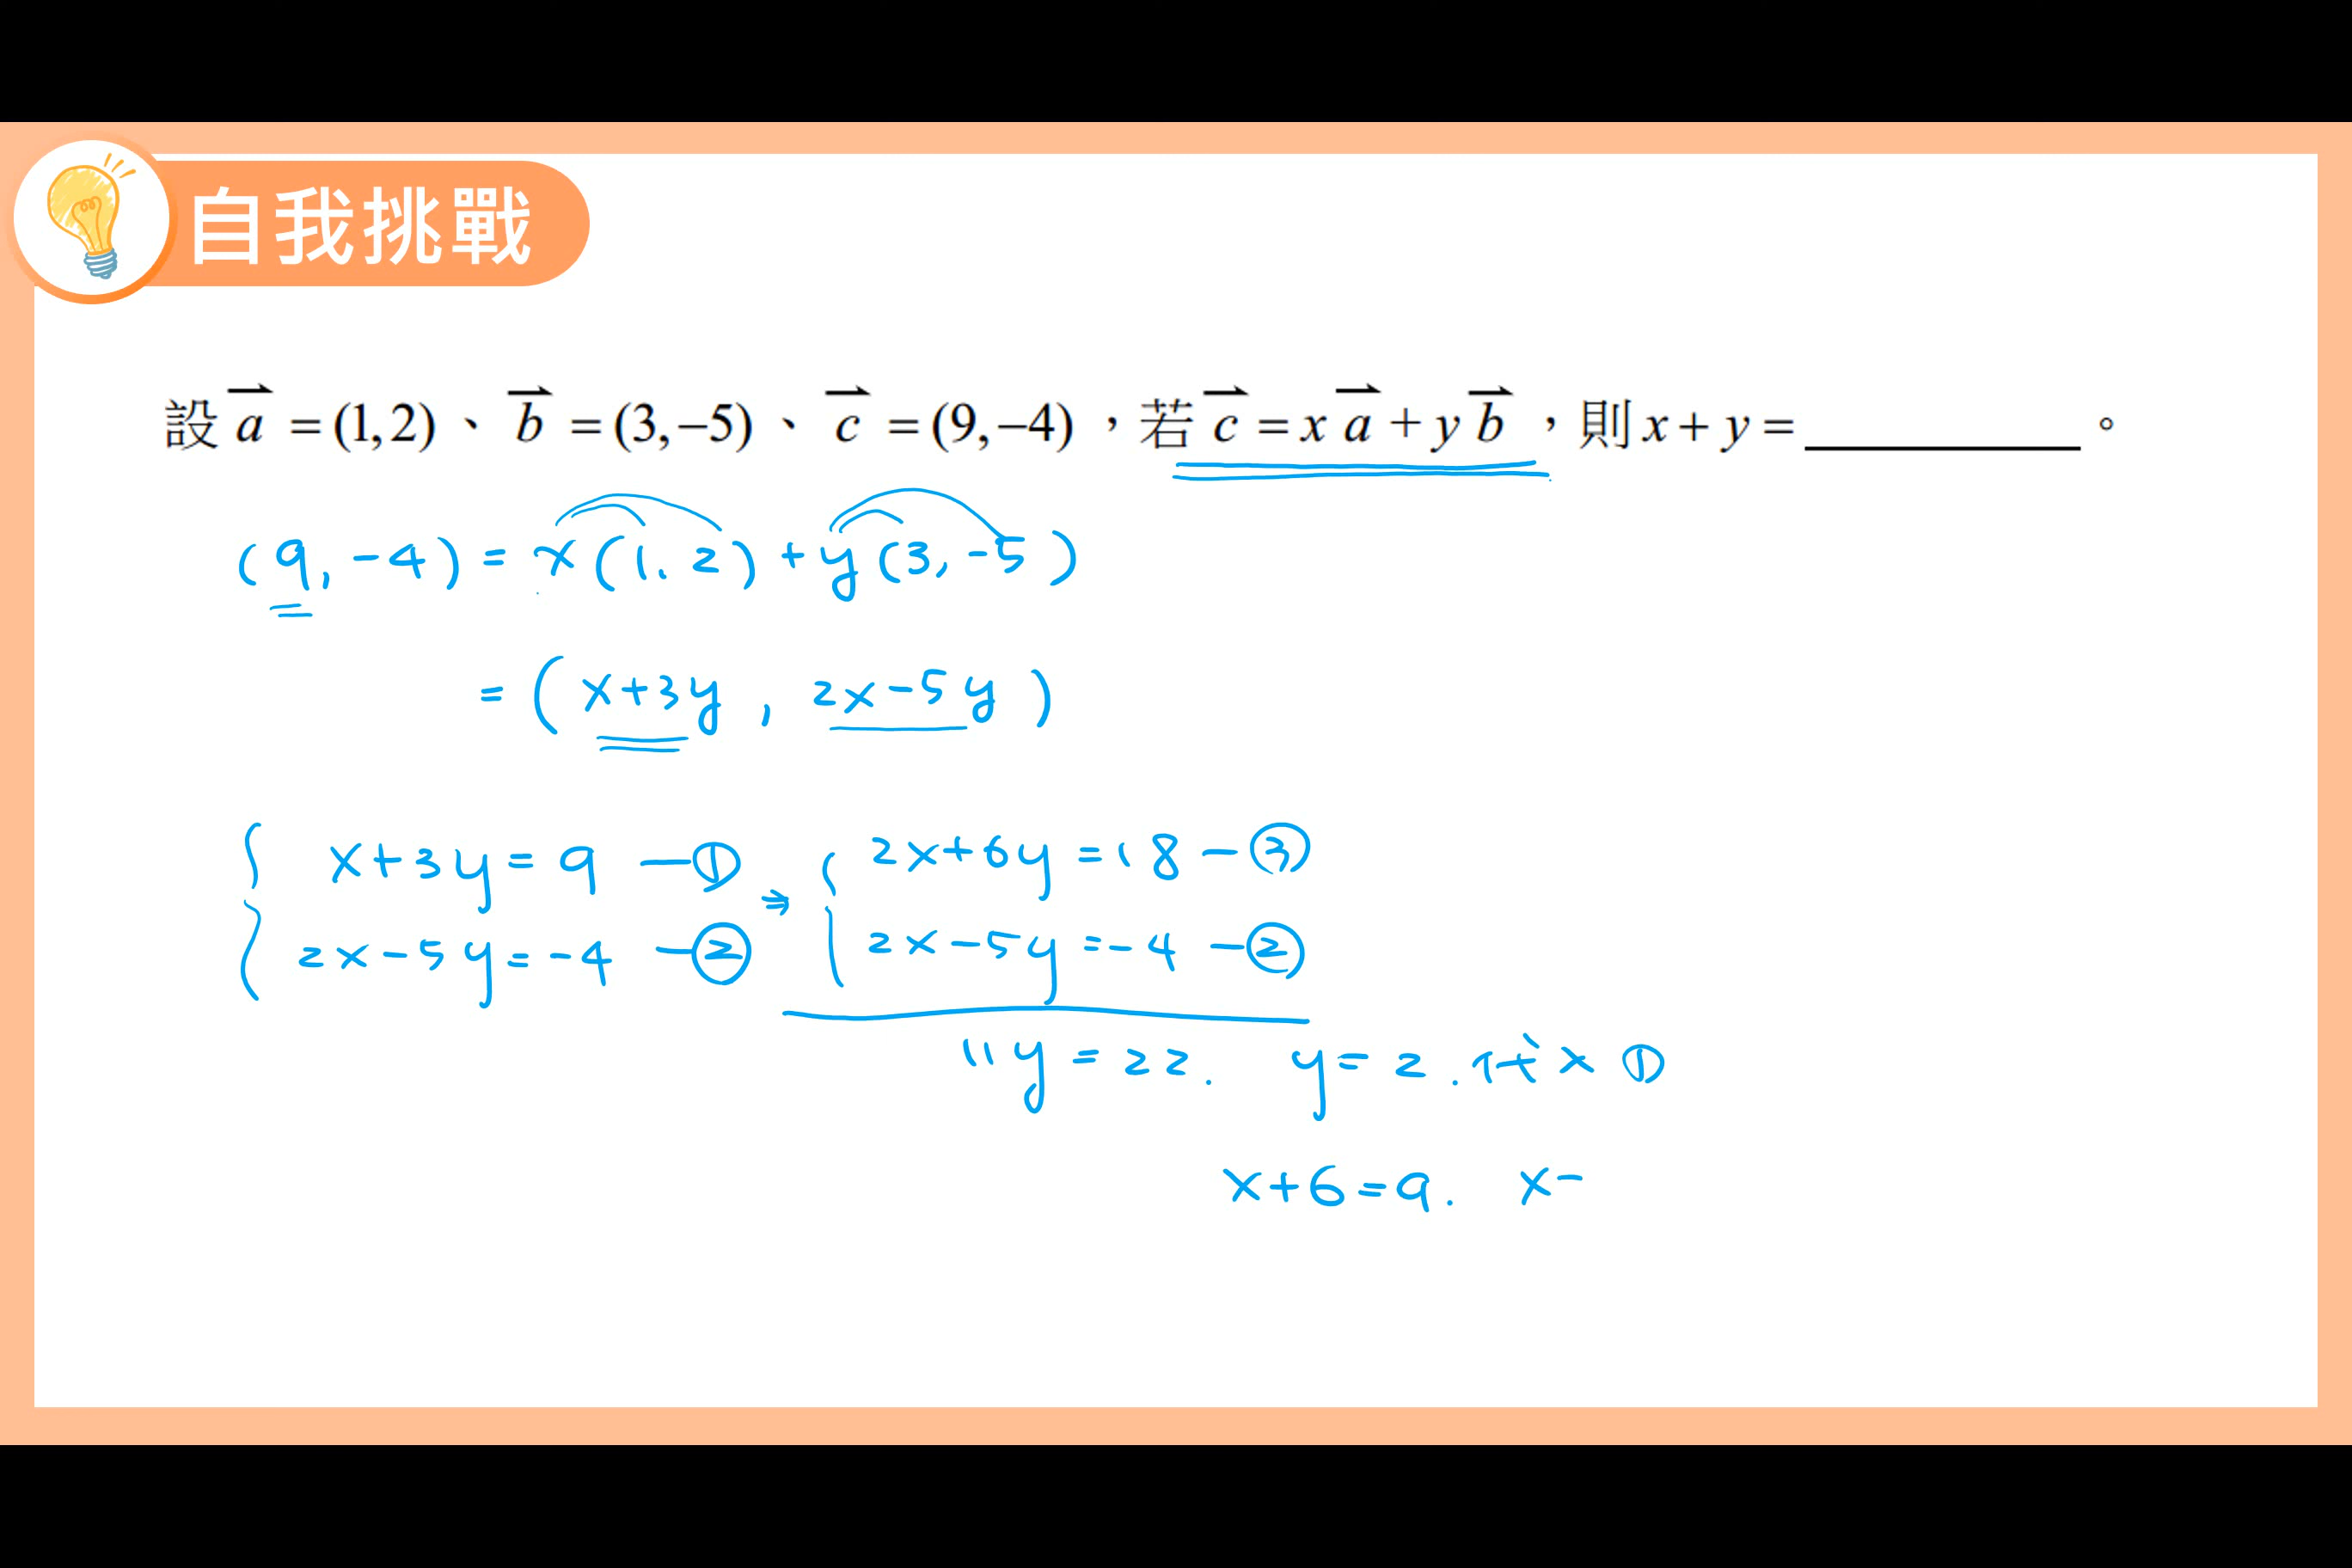 自我挑戰
設 a⇀ = (1, 2) 、 b⇀ = (3, −5) 、 c⇀ = (9, −4) ,若 c⇀ = x a⇀ + y b⇀ ,則 x + y = ________ 。
(9, −4) = x(1, 2) + y(3, −5)
= (x+3y , 2x−5y)
x+3y = 9 —① ⇒ 2x+6y = 18 —③
2x−5y = −4 —② 2x−5y = −4 —②
11y = 22. y = 2. 代入①
x+6 = 9. x−